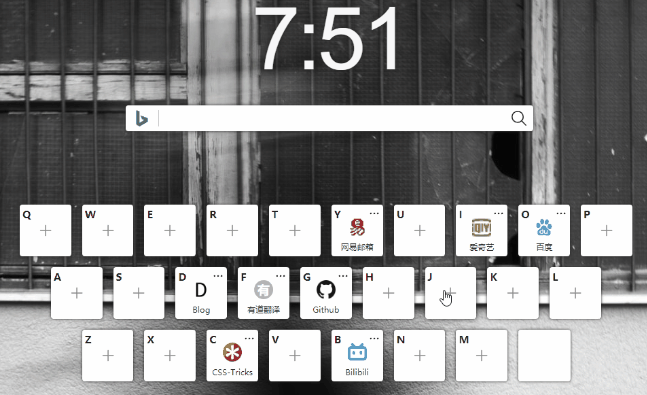 7:51
Q W E R T Y U I O P
网易邮箱 爱奇艺 百度
A S D F G H J K L
D 有
Blog 有道翻译 Github
Z X C V B N M
CSS-Tricks Bilibili